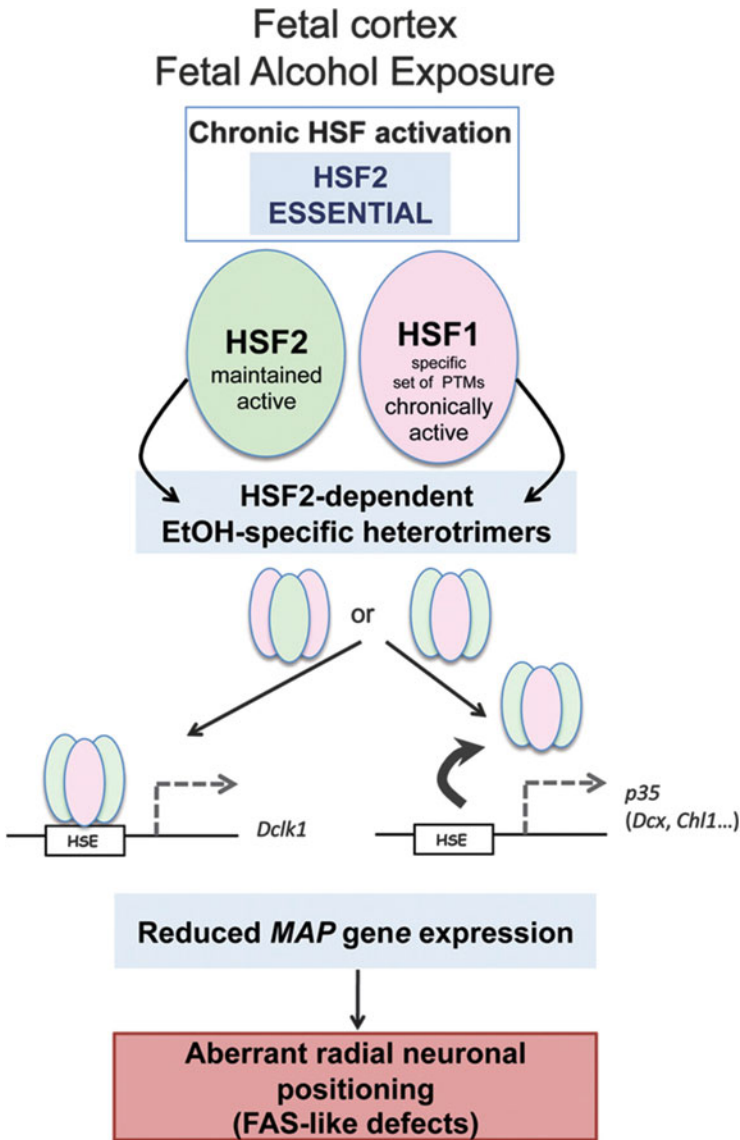 Fetal cortex
Fetal Alcohol Exposure
Chronic HSF activation
HSF2
ESSENTIAL
HSF2
maintained
active
HSF1
specific
set of PTMs
chronically
active
HSF2-dependent
EtOH-specific heterotrimers
or
HSE
Dclk1
HSE
p35
(Dcx, Chl1...)
Reduced MAP gene expression
Aberrant radial neuronal
positioning
(FAS-like defects)